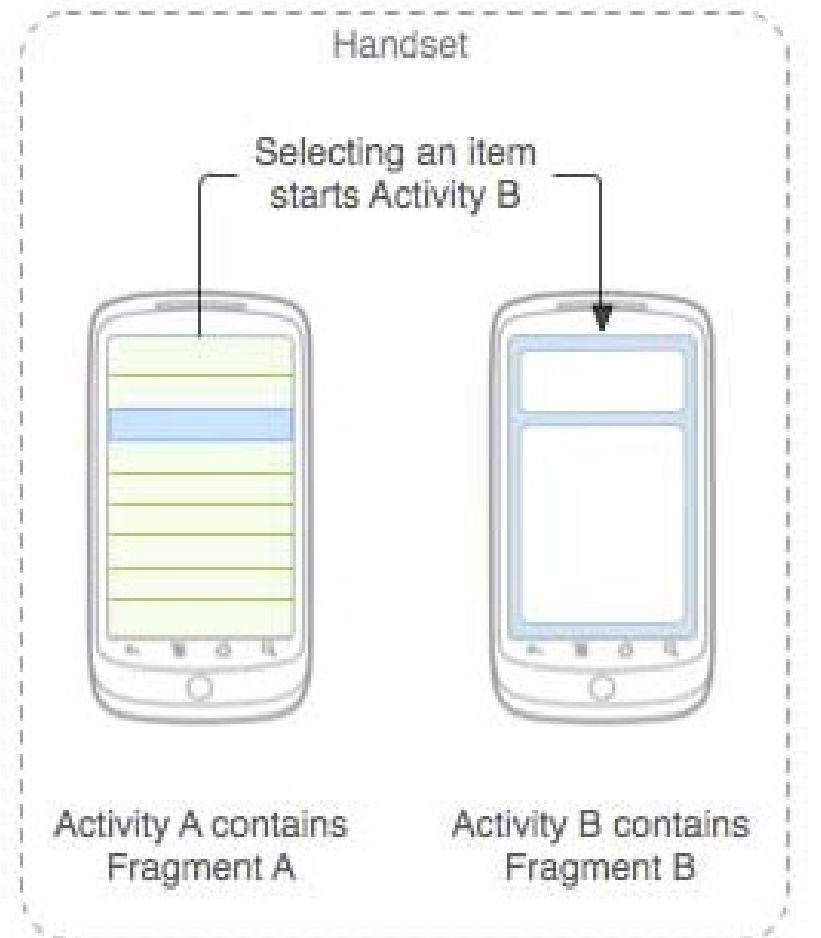 Handset
Selecting an item
starts Activity B
Activity A contains
Fragment A
Activity B contains
Fragment B